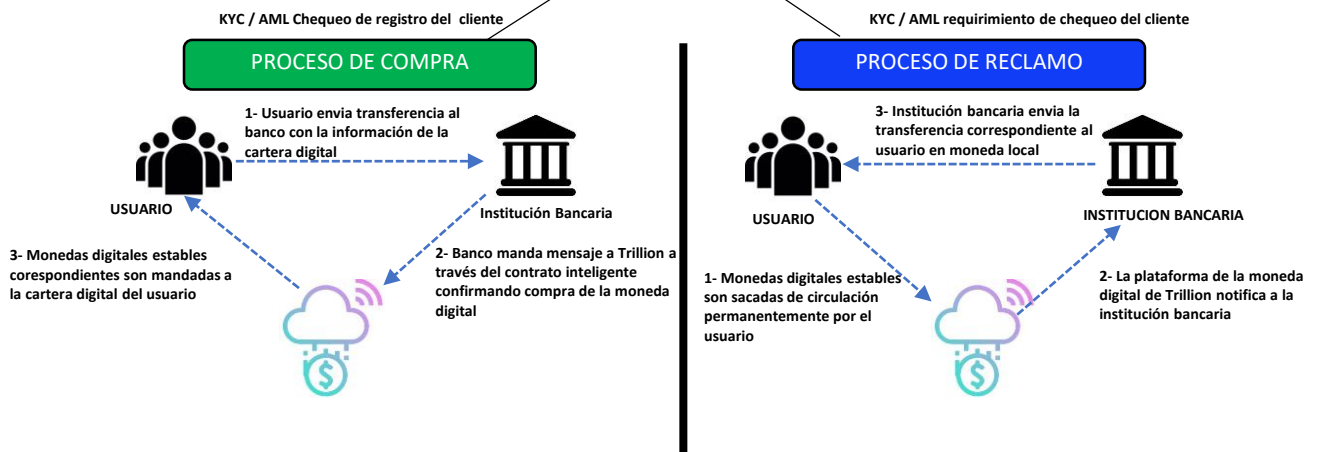 KYC / AML Chequeo de registro del cliente
PROCESO DE COMPRA
1- Usuario envia transferencia al
banco con la información de la
cartera digital
USUARIO
Institución Bancaria
3- Monedas digitales estables
corespondientes son mandadas a
la cartera digital del usuario
2- Banco manda mensaje a Trillion a
través del contrato inteligente
confirmando compra de la moneda
digital
$
KYC / AML requirimiento de chequeo del cliente
PROCESO DE RECLAMO
3- Institución bancaria envia la
transferencia correspondiente al
usuario en moneda local
USUARIO
INSTITUCION BANCARIA
1- Monedas digitales estables
son sacadas de circulación
permanentemente por el
usuario
2- La plataforma de la moneda
digital de Trillion notifica a la
institución bancaria
$